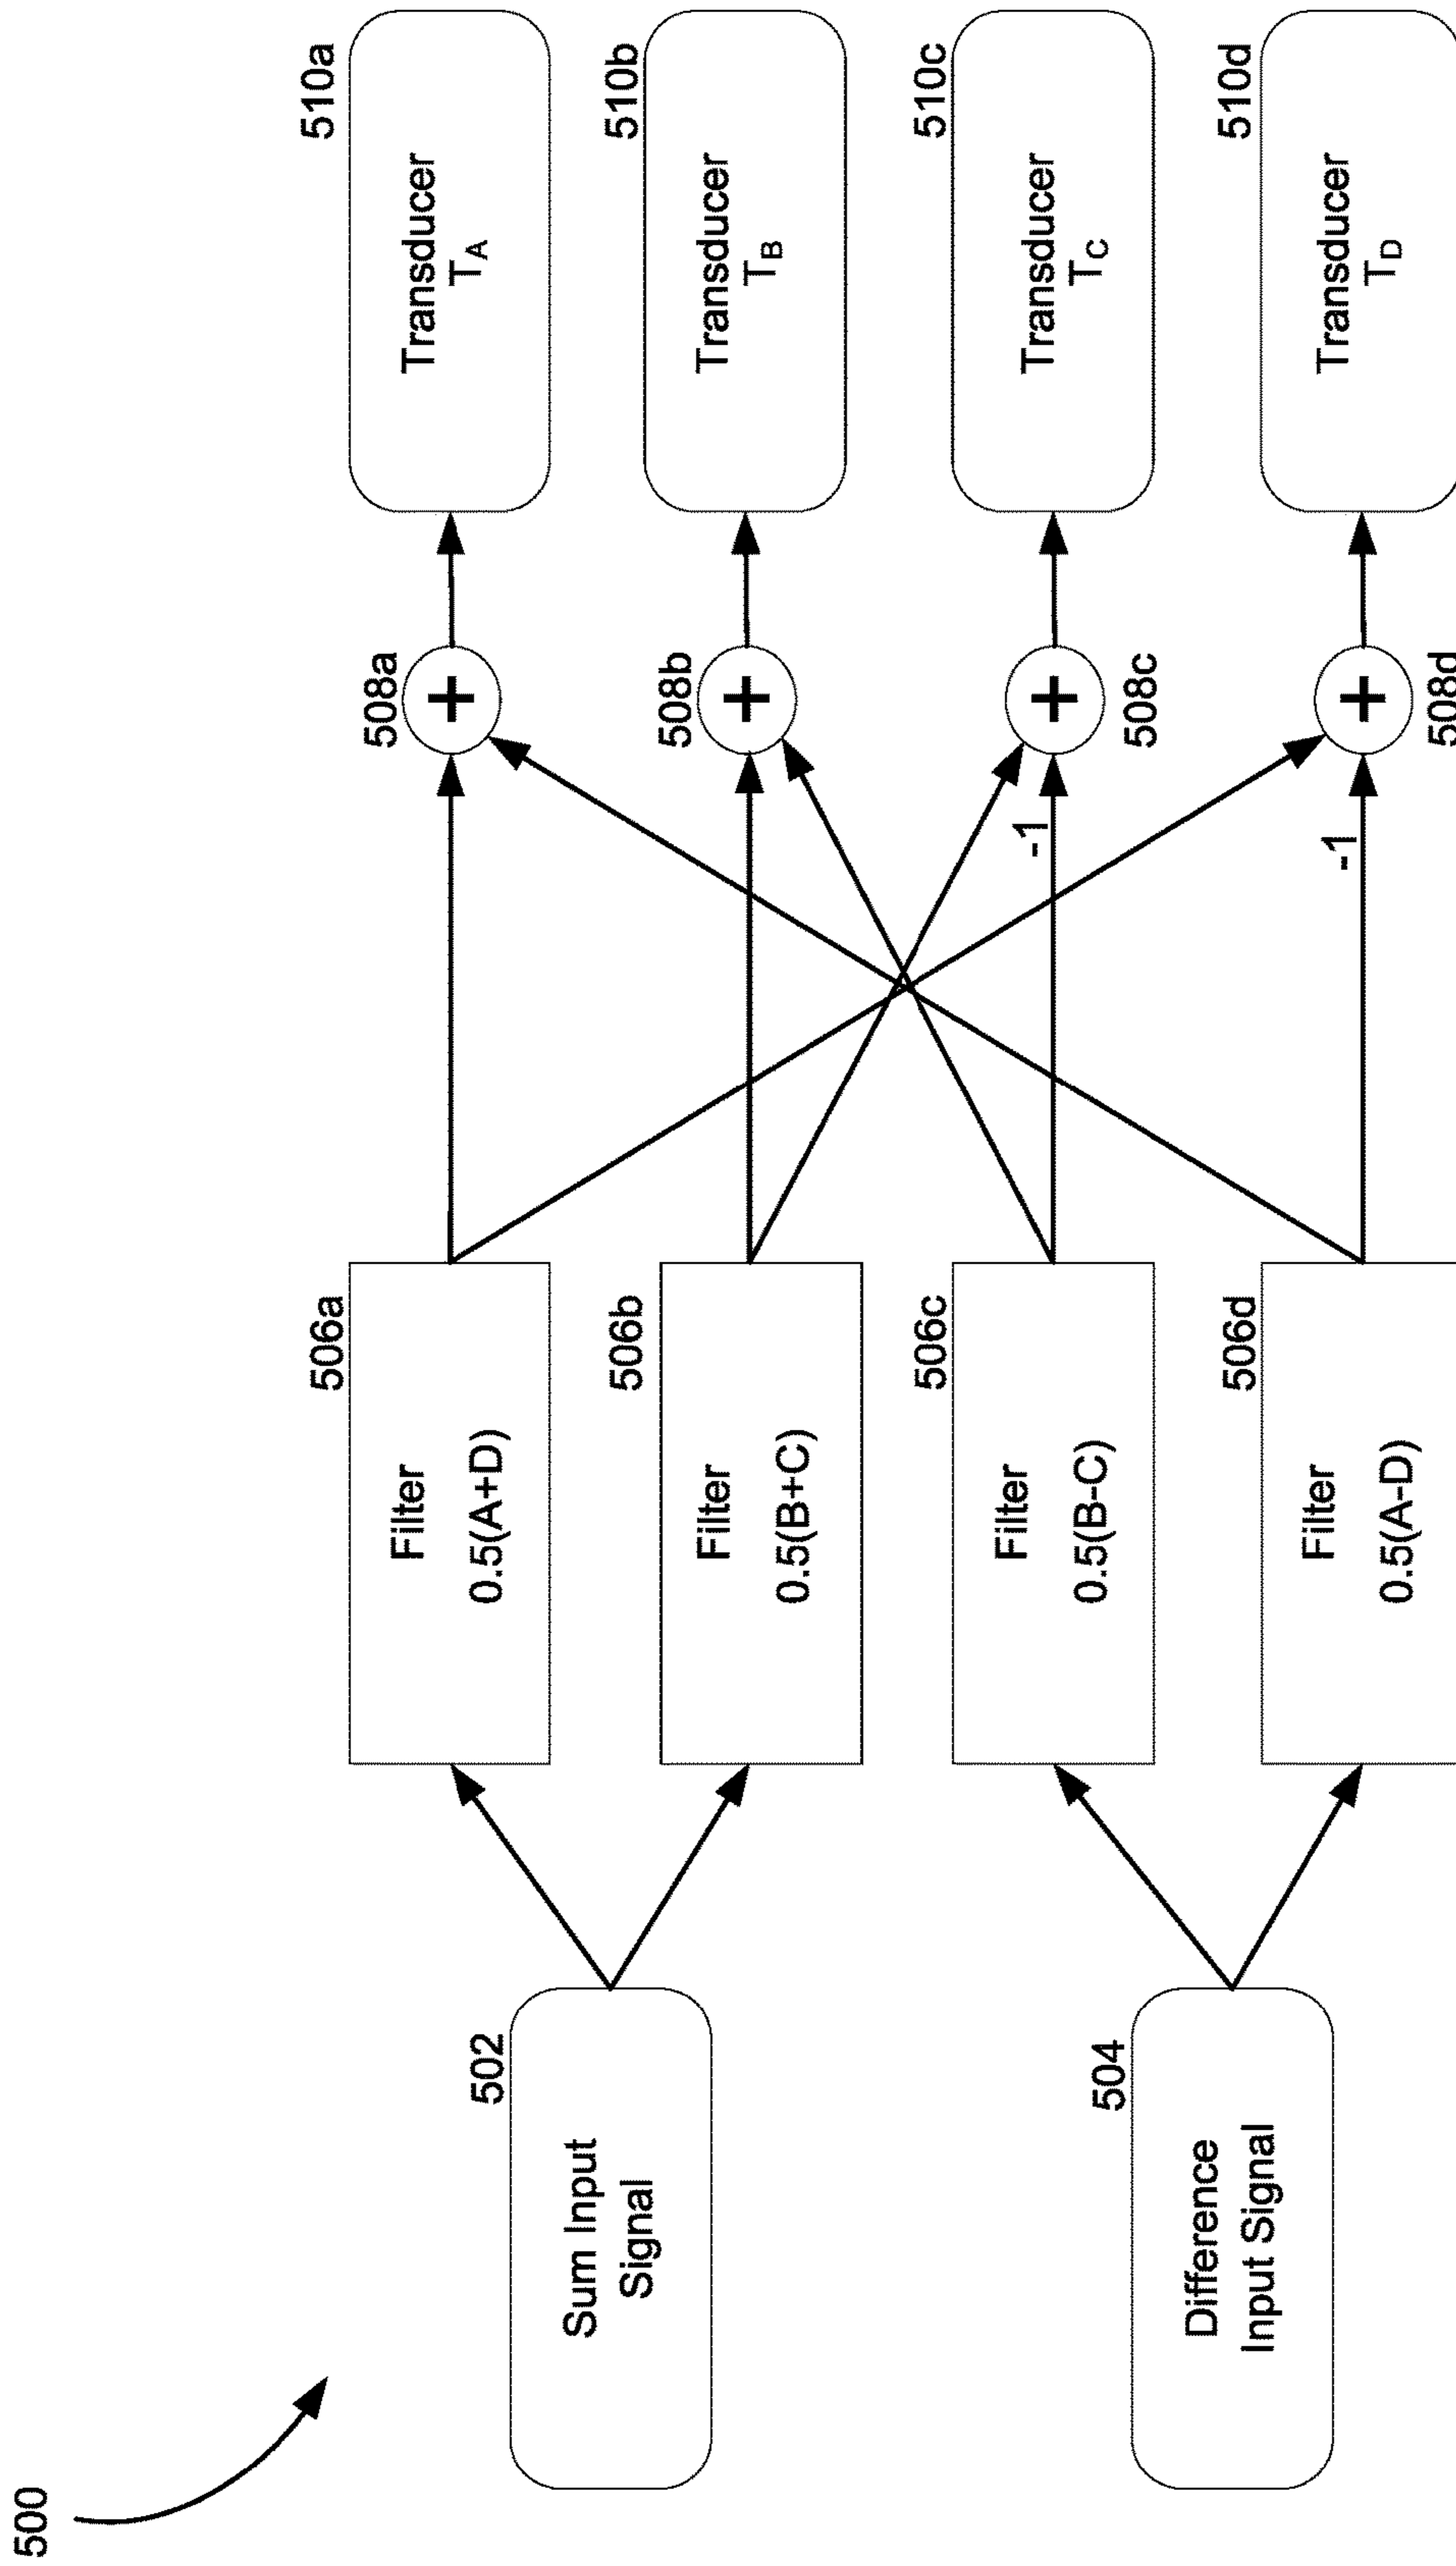 500
502
Sum Input
Signal
504
Difference
Input Signal
506a
Filter
0.5(A+D)
506b
Filter
0.5(B+C)
506c
Filter
0.5(B-C)
506d
Filter
0.5(A-D)
-1
-1
508a
+
508b
+
508c
+
508d
+
510a
Transducer
TA
510b
Transducer
TB
510c
Transducer
TC
510d
Transducer
TD